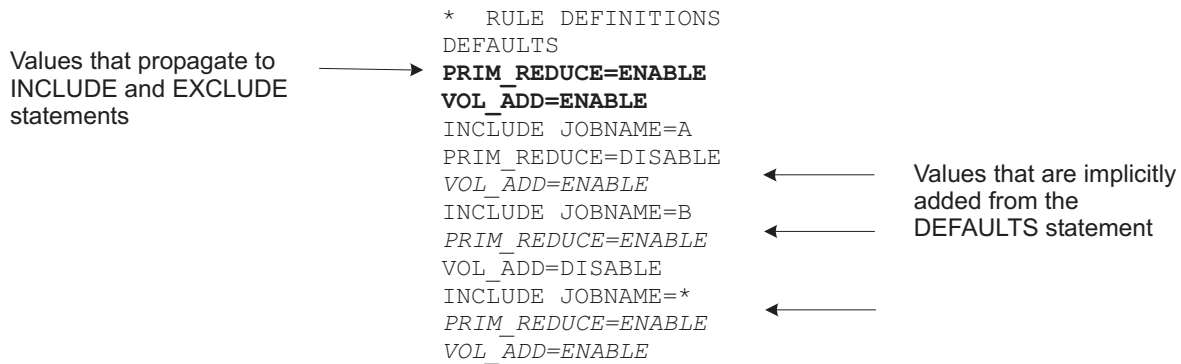 Values that propagate to
INCLUDE and EXCLUDE
statements
* RULE DEFINITIONS
DEFAULTS
PRIM_REDUCE=ENABLE
VOL_ADD=ENABLE
INCLUDE JOBNAME=A
PRIM_REDUCE=DISABLE
VOL_ADD=ENABLE
INCLUDE JOBNAME=B
PRIM_REDUCE=ENABLE
VOL_ADD=DISABLE
INCLUDE JOBNAME=*
PRIM_REDUCE=ENABLE
VOL_ADD=ENABLE
Values that are implicitly
added from the
DEFAULTS statement